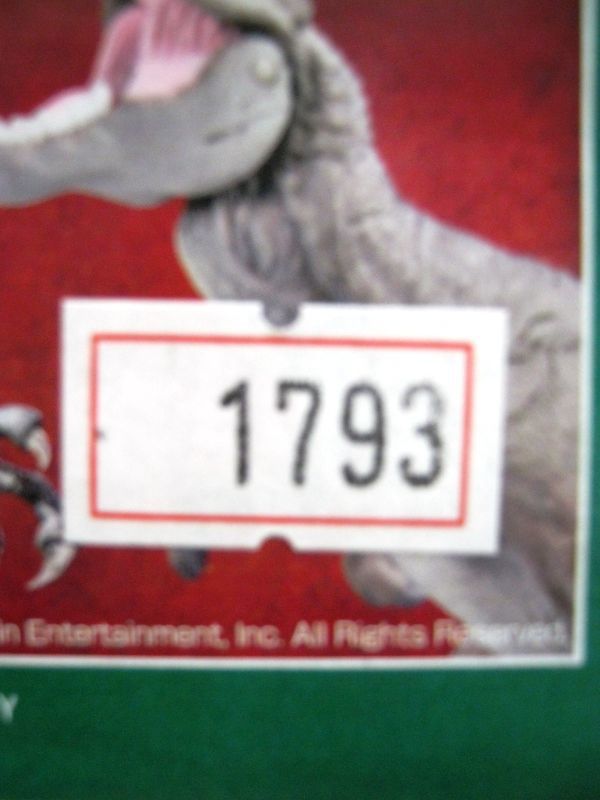 1793
in Entertainment, Inc. All Rights Reserved.
Y